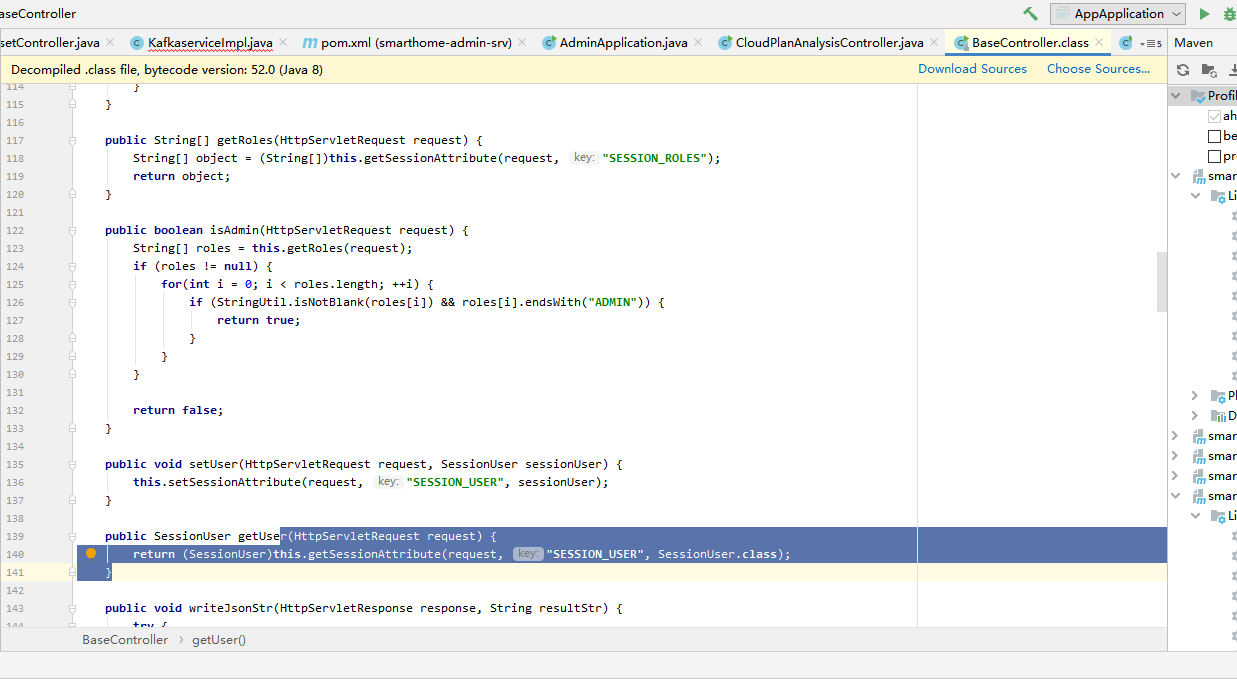 aseController
AppApplication
setController.java
KafkaserviceImpl.java
pom.xml (smarthome-admin-srv)
AdminApplication.java
CloudPlanAnalysisController.java
BaseController.class
5
Maven
Decompiled .class file, bytecode version: 52.0 (Java 8)
Download Sources
Choose Sources...
114 }
115 }
116
117 public String[] getRoles(HttpServletRequest request) {
118 String[] object = (String[])this.getSessionAttribute(request, key: "SESSION_ROLES");
119 return object;
120 }
121
122 public boolean isAdmin(HttpServletRequest request) {
123 String[] roles = this.getRoles(request);
124 if (roles != null) {
125 for(int i = 0; i < roles.length; ++i) {
126 if (StringUtil.isNotBlank(roles[i]) && roles[i].endsWith("ADMIN")) {
127 return true;
128 }
129 }
130 }
131
132 return false;
133 }
134
135 public void setUser(HttpServletRequest request, SessionUser sessionUser) {
136 this.setSessionAttribute(request, key: "SESSION_USER", sessionUser);
137 }
138
139 public SessionUser getUser(HttpServletRequest request) {
140 return (SessionUser)this.getSessionAttribute(request, key: "SESSION_USER", SessionUser.class);
141 }
142
143 public void writeJsonStr(HttpServletResponse response, String resultStr) {
144 try {
BaseController
getUser()
Profil
ah
be
pr
smar
Li
Pl
D
smar
smar
smar
smar
Li